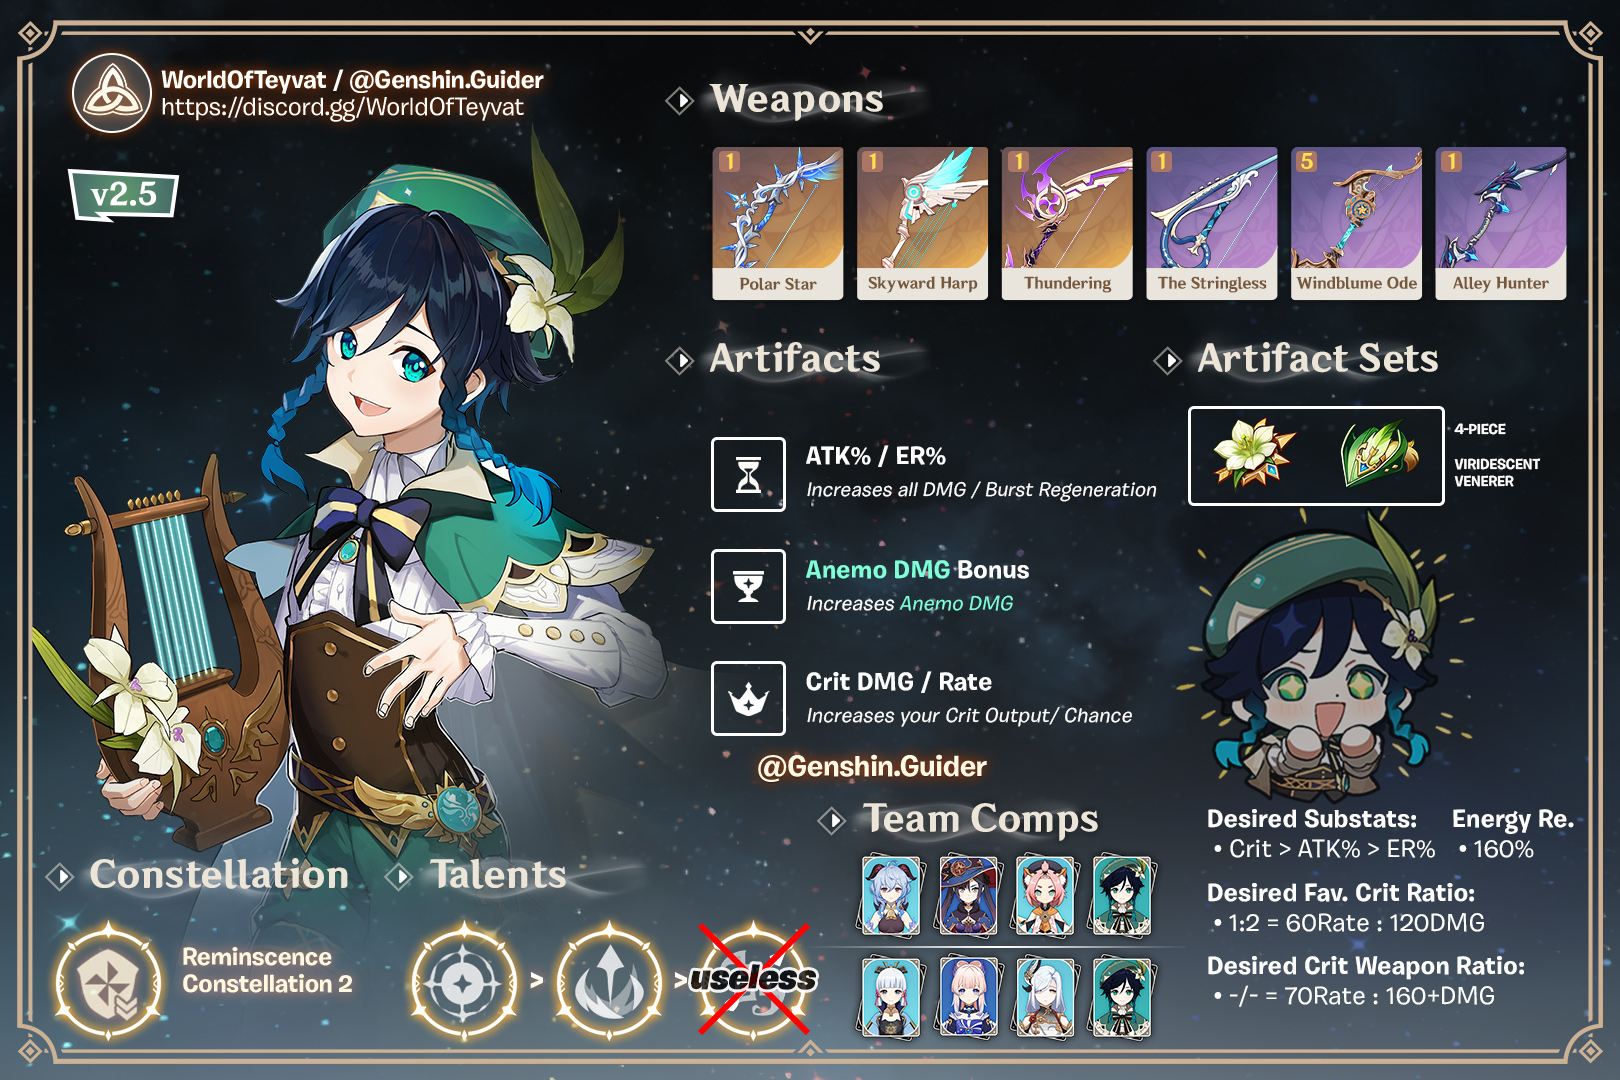 WorldOfTeyvat / @Genshin.Guider
https://discord.gg/WorldOfTeyvat
v2.5
Weapons
1
1
1
1
5
1
Polar Star
Skyward Harp
Thundering
The Stringless
Windblume Ode
Alley Hunter
Artifacts
ATK% / ER%
Increases all DMG / Burst Regeneration
Anemo DMG Bonus
Increases Anemo DMG
Crit DMG / Rate
Increases your Crit Output/ Chance
@Genshin.Guider
Artifact Sets
4-PIECE
VIRIDESCENT
VENERER
Desired Substats:
• Crit > ATK% > ER%
Energy Re.
• 160%
Desired Fav. Crit Ratio:
• 1:2 = 60Rate : 120DMG
Desired Crit Weapon Ratio:
• -/- = 70Rate : 160+DMG
Team Comps
Constellation
Reminscence
Constellation 2
Talents
> >
useless